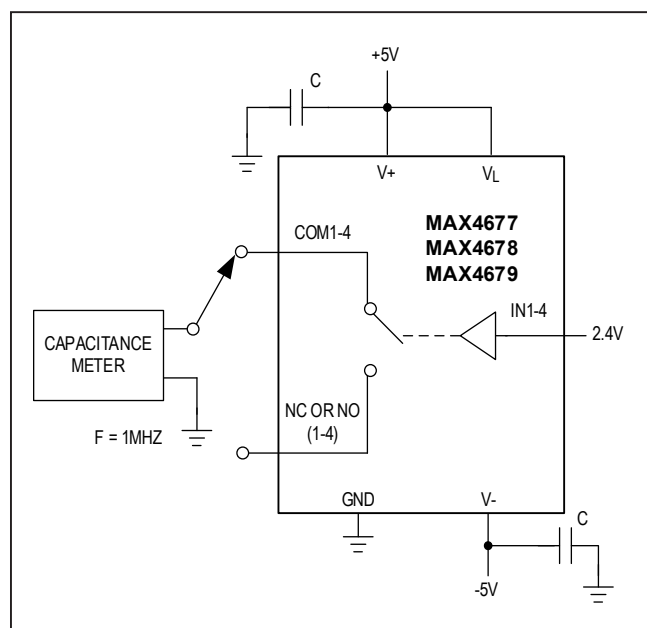 +5V
C
V+
VL
MAX4677
MAX4678
MAX4679
COM1-4
IN1-4
2.4V
CAPACITANCE
METER
NC OR NO
(1-4)
F = 1MHZ
GND
V-
C
-5V